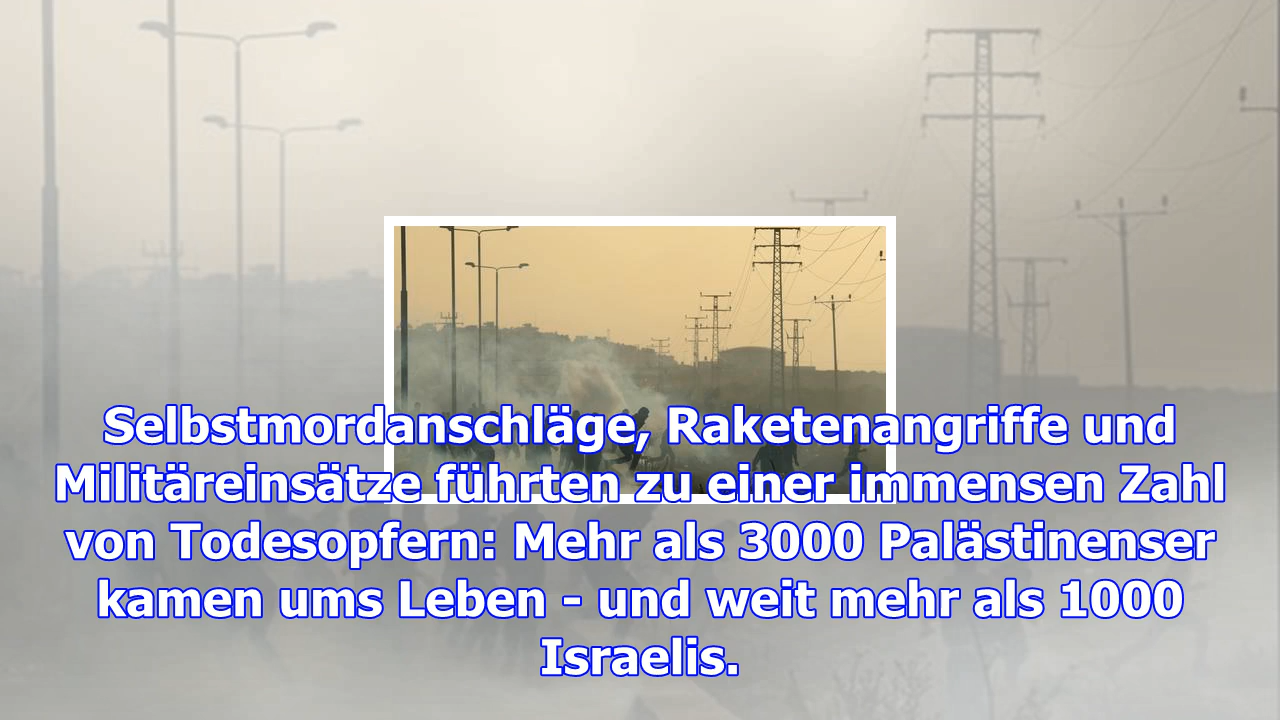 Selbstmordanschläge, Raketenangriffe und
Militäreinsätze führten zu einer immensen Zahl
von Todesopfern: Mehr als 3000 Palästinenser
kamen ums Leben - und weit mehr als 1000
Israelis.